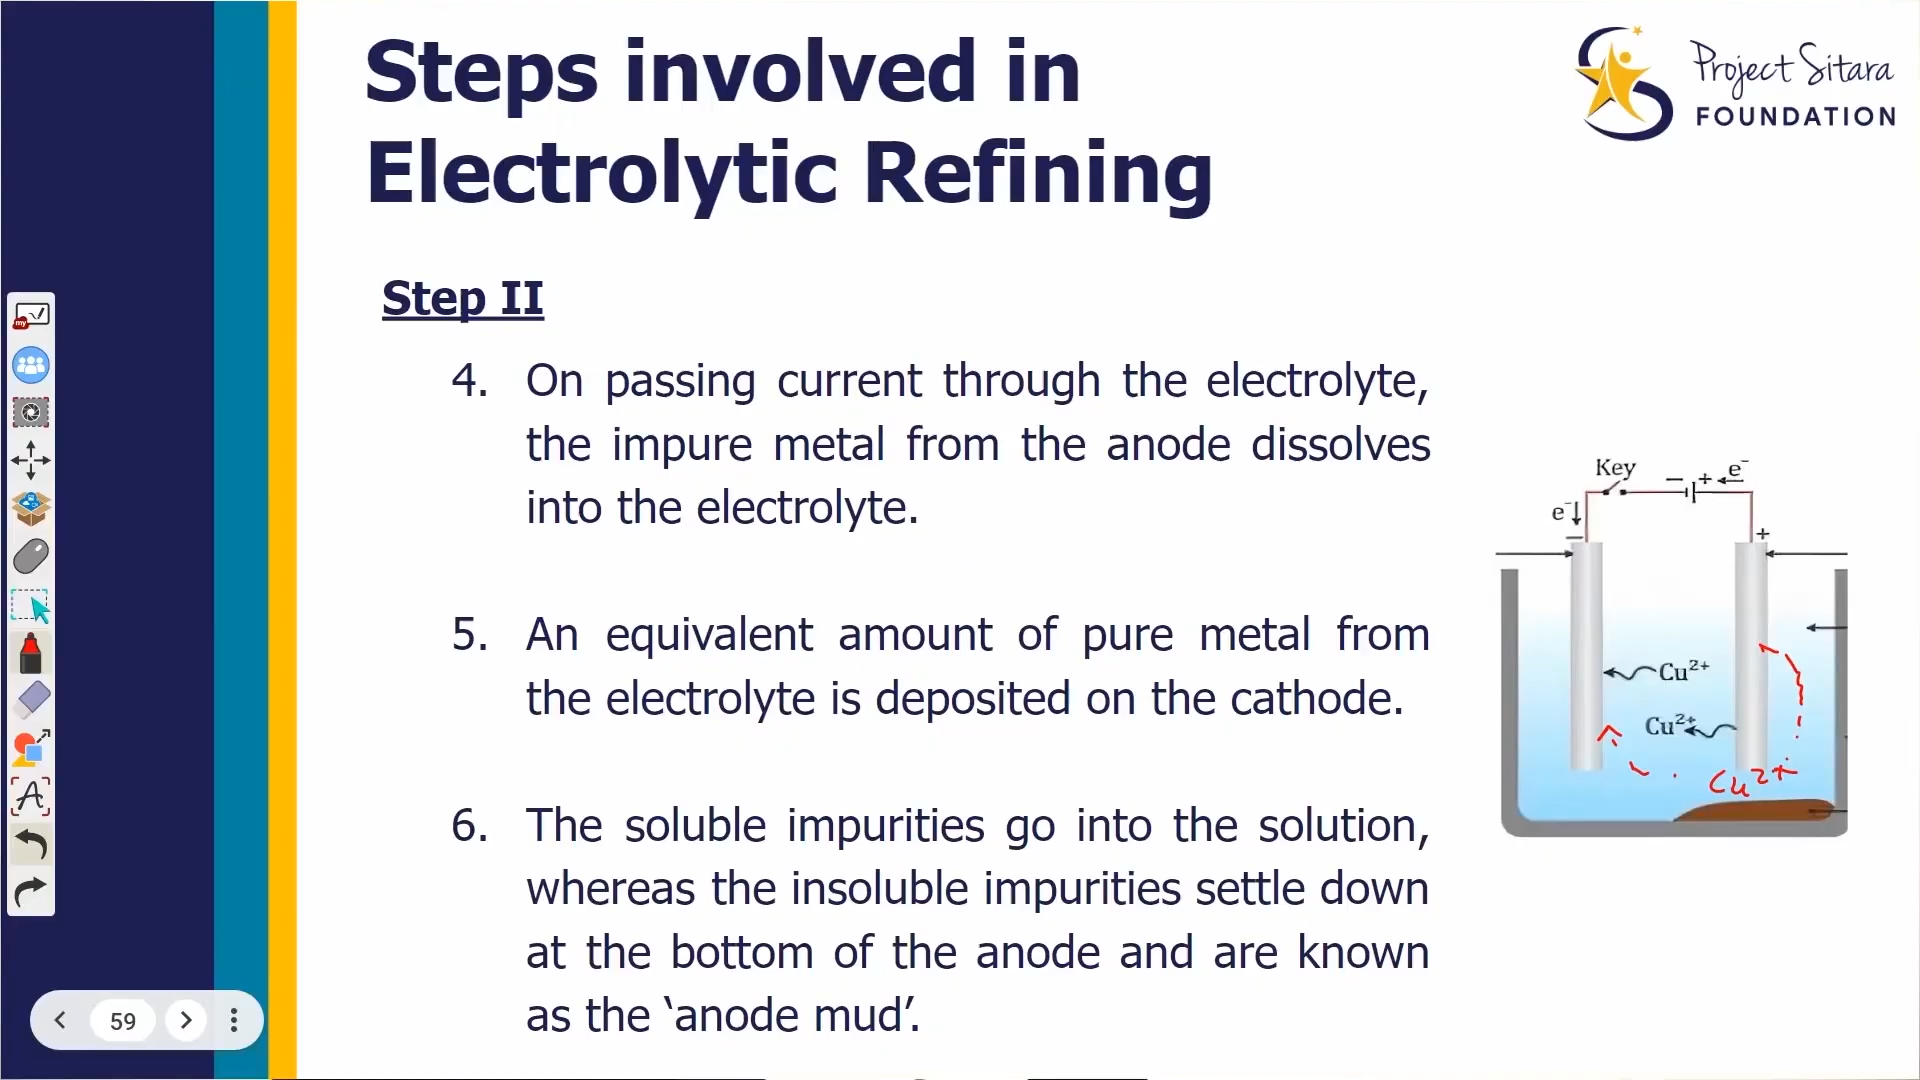 Steps involved in
Electrolytic Refining
Project Sitara
FOUNDATION
Step II
4. On passing current through the electrolyte,
the impure metal from the anode dissolves
into the electrolyte.
5. An equivalent amount of pure metal from
the electrolyte is deposited on the cathode.
6. The soluble impurities go into the solution,
whereas the insoluble impurities settle down
at the bottom of the anode and are known
as the ‘anode mud’.
Key
− + e⁻
e⁻
− +
Cu²⁺
Cu²⁺
Cu²⁺
my
A
59